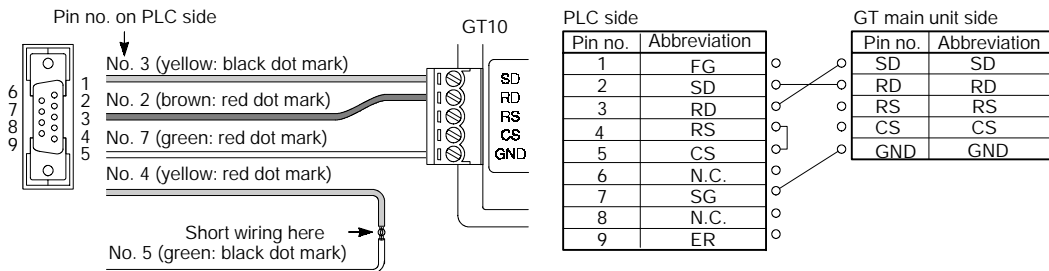 Pin no. on PLC side
GT10
No. 3 (yellow: black dot mark)
No. 2 (brown: red dot mark)
No. 7 (green: red dot mark)
No. 4 (yellow: red dot mark)
Short wiring here
No. 5 (green: black dot mark)
6
7
8
9
1
2
3
4
5
SD
RD
RS
CS
GND
PLC side
Pin no. Abbreviation
1 FG
2 SD
3 RD
4 RS
5 CS
6 N.C.
7 SG
8 N.C.
9 ER
GT main unit side
Pin no. Abbreviation
SD SD
RD RD
RS RS
CS CS
GND GND